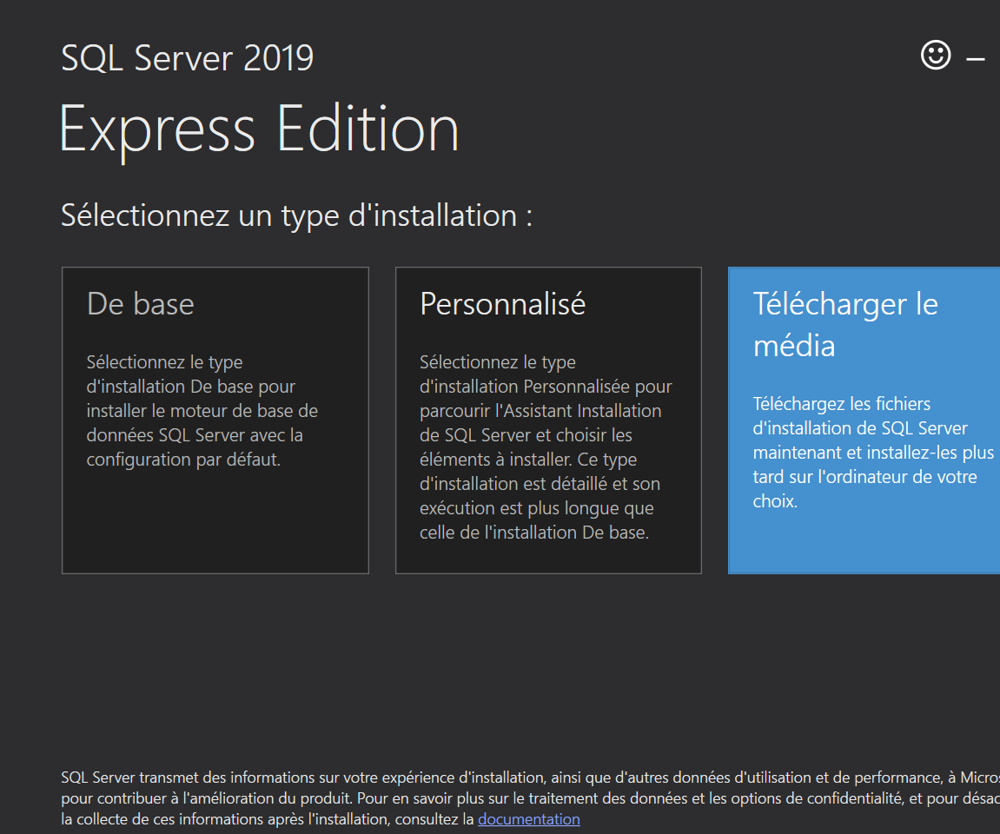 SQL Server 2019
Express Edition
Sélectionnez un type d'installation :
De base
Sélectionnez le type
d'installation De base pour
installer le moteur de base de
données SQL Server avec la
configuration par défaut.
Personnalisé
Sélectionnez le type
d'installation Personnalisée pour
parcourir l'Assistant Installation
de SQL Server et choisir les
éléments à installer. Ce type
d'installation est détaillé et son
exécution est plus longue que
celle de l'installation De base.
Télécharger le
média
Téléchargez les fichiers
d'installation de SQL Server
maintenant et installez-les plus
tard sur l'ordinateur de votre
choix.
SQL Server transmet des informations sur votre expérience d'installation, ainsi que d'autres données d'utilisation et de performance, à
pour contribuer à l'amélioration du produit. Pour en savoir plus sur le traitement des données et les options de confidentialité, et pour
la collecte de ces informations après l'installation, consultez la documentation